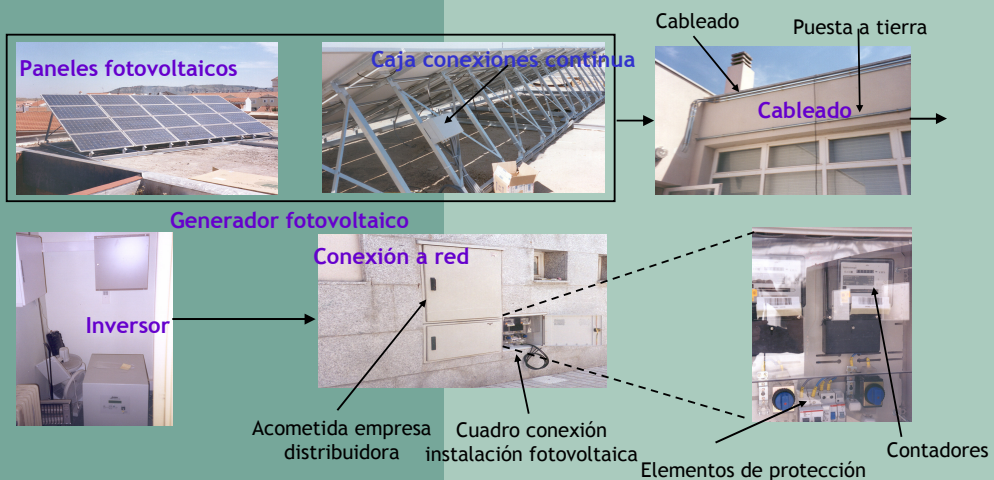 Cableado
Puesta a tierra
Paneles fotovoltaicos
Caja conexiones continua
Cableado
Generador fotovoltaico
Conexión a red
Inversor
Acometida empresa
distribuidora
Cuadro conexión
instalación fotovoltaica
Contadores
Elementos de protección